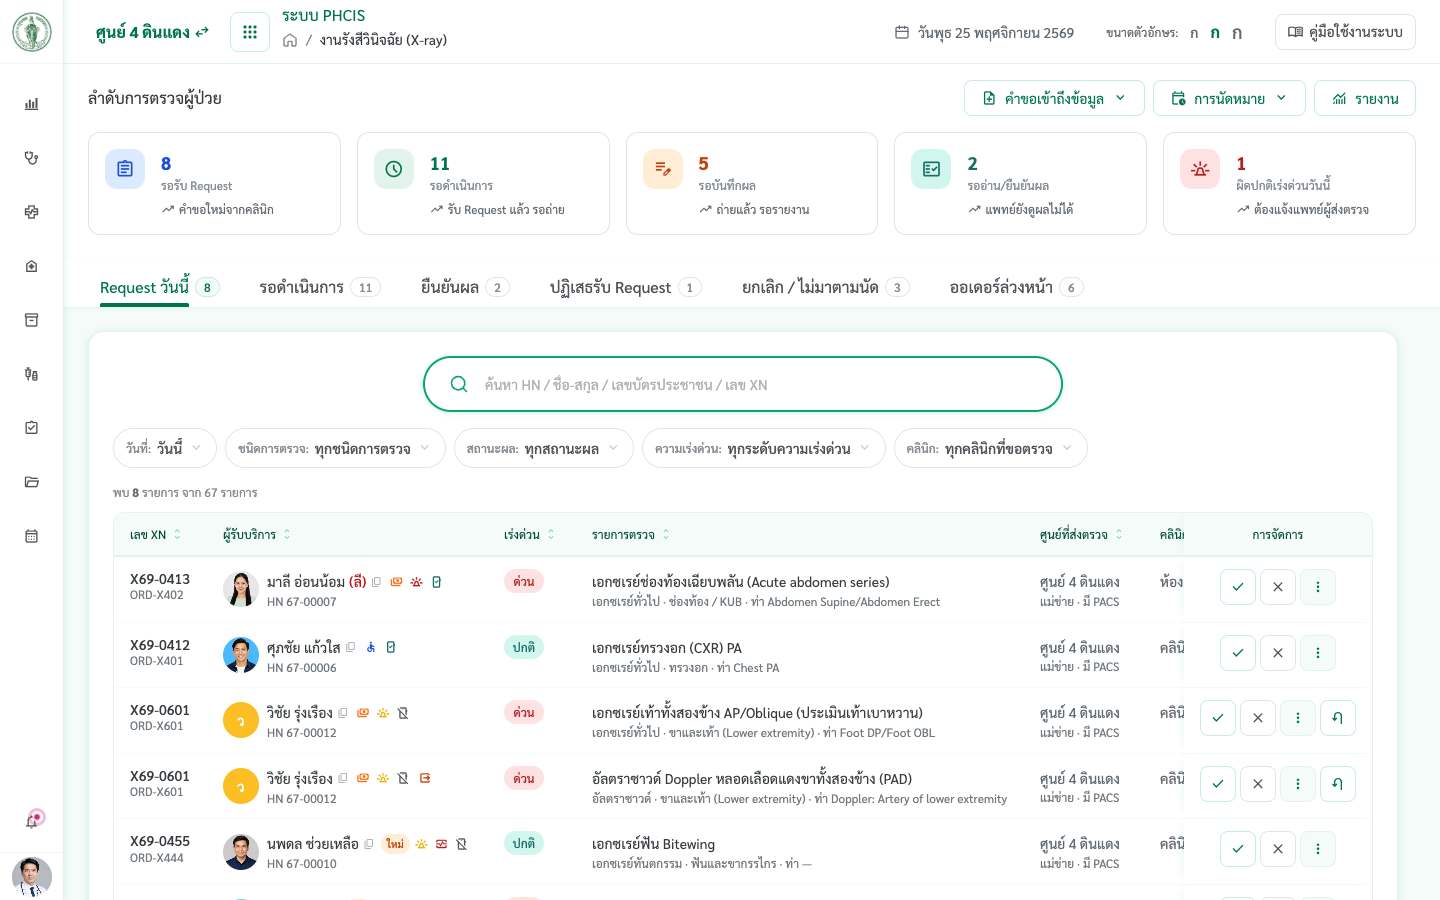 ศูนย์ 4 ดินแดง
ระบบ PHCIS
/ งานรังสีวินิจฉัย (X-ray)
วันพุธ 25 พฤศจิกายน 2569
ขนาดตัวอักษร: ก ก ก
คู่มือใช้งานระบบ
ลำดับการตรวจผู้ป่วย
คำขอเข้าถึงข้อมูล
การนัดหมาย
รายงาน
8
รอรับ Request
คำขอใหม่จากคลินิก
11
รอดำเนินการ
รับ Request แล้ว รอถ่าย
5
รอบันทึกผล
ถ่ายแล้ว รอรายงาน
2
รออ่าน/ยืนยันผล
แพทย์ยังดูผลไม่ได้
1
ผิดปกติเร่งด่วนวันนี้
ต้องแจ้งแพทย์ผู้ส่งตรวจ
Request วันนี้ 8
รอดำเนินการ 11
ยืนยันผล 2
ปฏิเสธรับ Request 1
ยกเลิก / ไม่มาตามนัด 3
ออเดอร์ล่วงหน้า 6
ค้นหา HN / ชื่อ-สกุล / เลขบัตรประชาชน / เลข XN
วันที่: วันนี้
ชนิดการตรวจ: ทุกชนิดการตรวจ
สถานะผล: ทุกสถานะผล
ความเร่งด่วน: ทุกระดับความเร่งด่วน
คลินิก: ทุกคลินิกที่ขอตรวจ
พบ 8 รายการ จาก 67 รายการ
เลข XN ผู้รับบริการ เร่งด่วน รายการตรวจ ศูนย์ที่ส่งตรวจ คลินิ การจัดการ
X69-0413 มาลี อ่อนน้อม (ลี) ด่วน เอกซเรย์ช่องท้องเฉียบพลัน (Acute abdomen series) ศูนย์ 4 ดินแดง ห้อง
ORD-X402 HN 67-00007 เอกซเรย์ทั่วไป · ช่องท้อง / KUB · ท่า Abdomen Supine/Abdomen Erect แม่ข่าย · มี PACS
X69-0412 ศุภชัย แก้วใส ปกติ เอกซเรย์ทรวงอก (CXR) PA ศูนย์ 4 ดินแดง คลินิ
ORD-X401 HN 67-00006 เอกซเรย์ทั่วไป · ทรวงอก · ท่า Chest PA แม่ข่าย · มี PACS
X69-0601 ว วิชัย รุ่งเรือง ด่วน เอกซเรย์เท้าทั้งสองข้าง AP/Oblique (ประเมินเท้าเบาหวาน) ศูนย์ 4 ดินแดง คลินิ
ORD-X601 HN 67-00012 เอกซเรย์ทั่วไป · ขาและเท้า (Lower extremity) · ท่า Foot DP/Foot OBL แม่ข่าย · มี PACS
X69-0601 ว วิชัย รุ่งเรือง ด่วน อัลตราซาวด์ Doppler หลอดเลือดแดงขาทั้งสองข้าง (PAD) ศูนย์ 4 ดินแดง คลินิ
ORD-X601 HN 67-00012 อัลตราซาวด์ · ขาและเท้า (Lower extremity) · ท่า Doppler: Artery of lower extremity แม่ข่าย · มี PACS
X69-0455 นพดล ช่วยเหลือ ใหม่ ปกติ เอกซเรย์ฟัน Bitewing ศูนย์ 4 ดินแดง คลินิ
ORD-X444 HN 67-00010 เอกซเรย์ทันตกรรม · ฟันและขากรรไกร · ท่า — แม่ข่าย · มี PACS